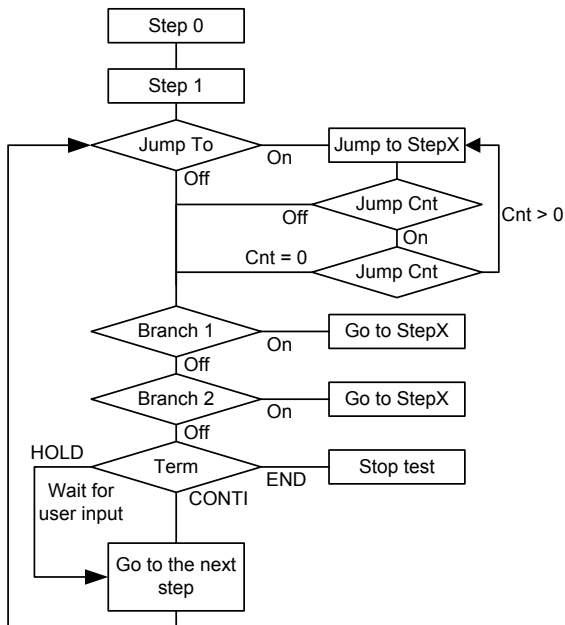 Step 0
Step 1
Jump To
On
Jump to StepX
Off
Jump Cnt
Off
On
Cnt > 0
Cnt = 0
Jump Cnt
Branch 1
On
Go to StepX
Off
Branch 2
On
Go to StepX
Off
HOLD
Term
END
Stop test
Wait for
user input
CONTI
Go to the next
step